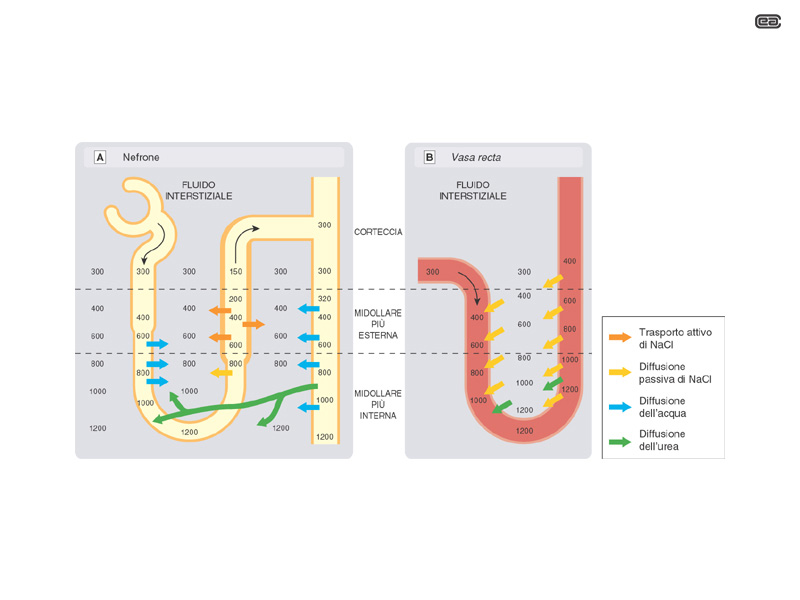 cea
A Nefrone
FLUIDO
INTERSTIZIALE
300 300 300 150 300 300
300
200
320
400 400 400 400 400 400
600 600 600 600 600 600
800 800 800 800 800 800
1000 1000 1000 1000
1200 1200 1200 1200
CORTECCIA
MIDOLLARE
PIÙ
ESTERNA
MIDOLLARE
PIÙ
INTERNA
B Vasa recta
FLUIDO
INTERSTIZIALE
300 300 400
400 400 600
600 600 800
800 800 1000
1000 1000 1200
1200
1200
Trasporto attivo
di NaCl
Diffusione
passiva di NaCl
Diffusione
dell'acqua
Diffusione
dell'urea